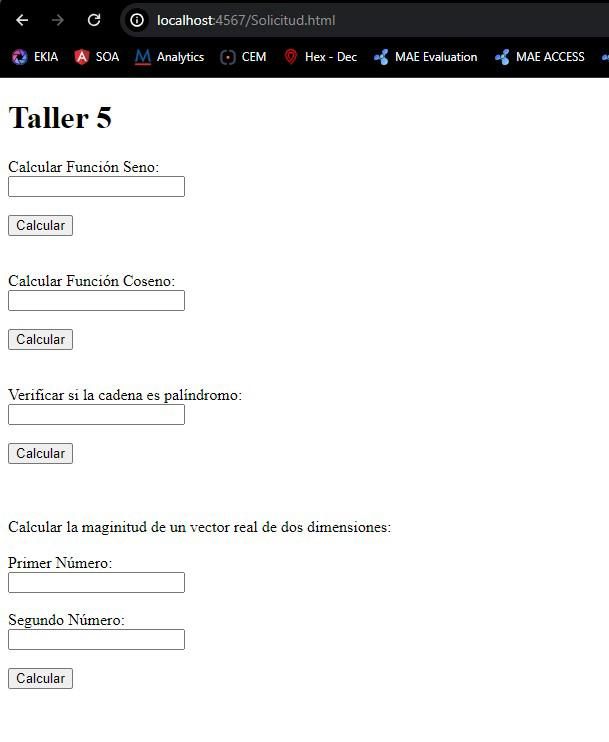 localhost:4567/Solicitud.html
EKIA SOA Analytics CEM Hex - Dec MAE Evaluation MAE ACCESS
Taller 5
Calcular Función Seno:
Calcular
Calcular Función Coseno:
Calcular
Verificar si la cadena es palíndromo:
Calcular
Calcular la maginitud de un vector real de dos dimensiones:
Primer Número:
Segundo Número:
Calcular